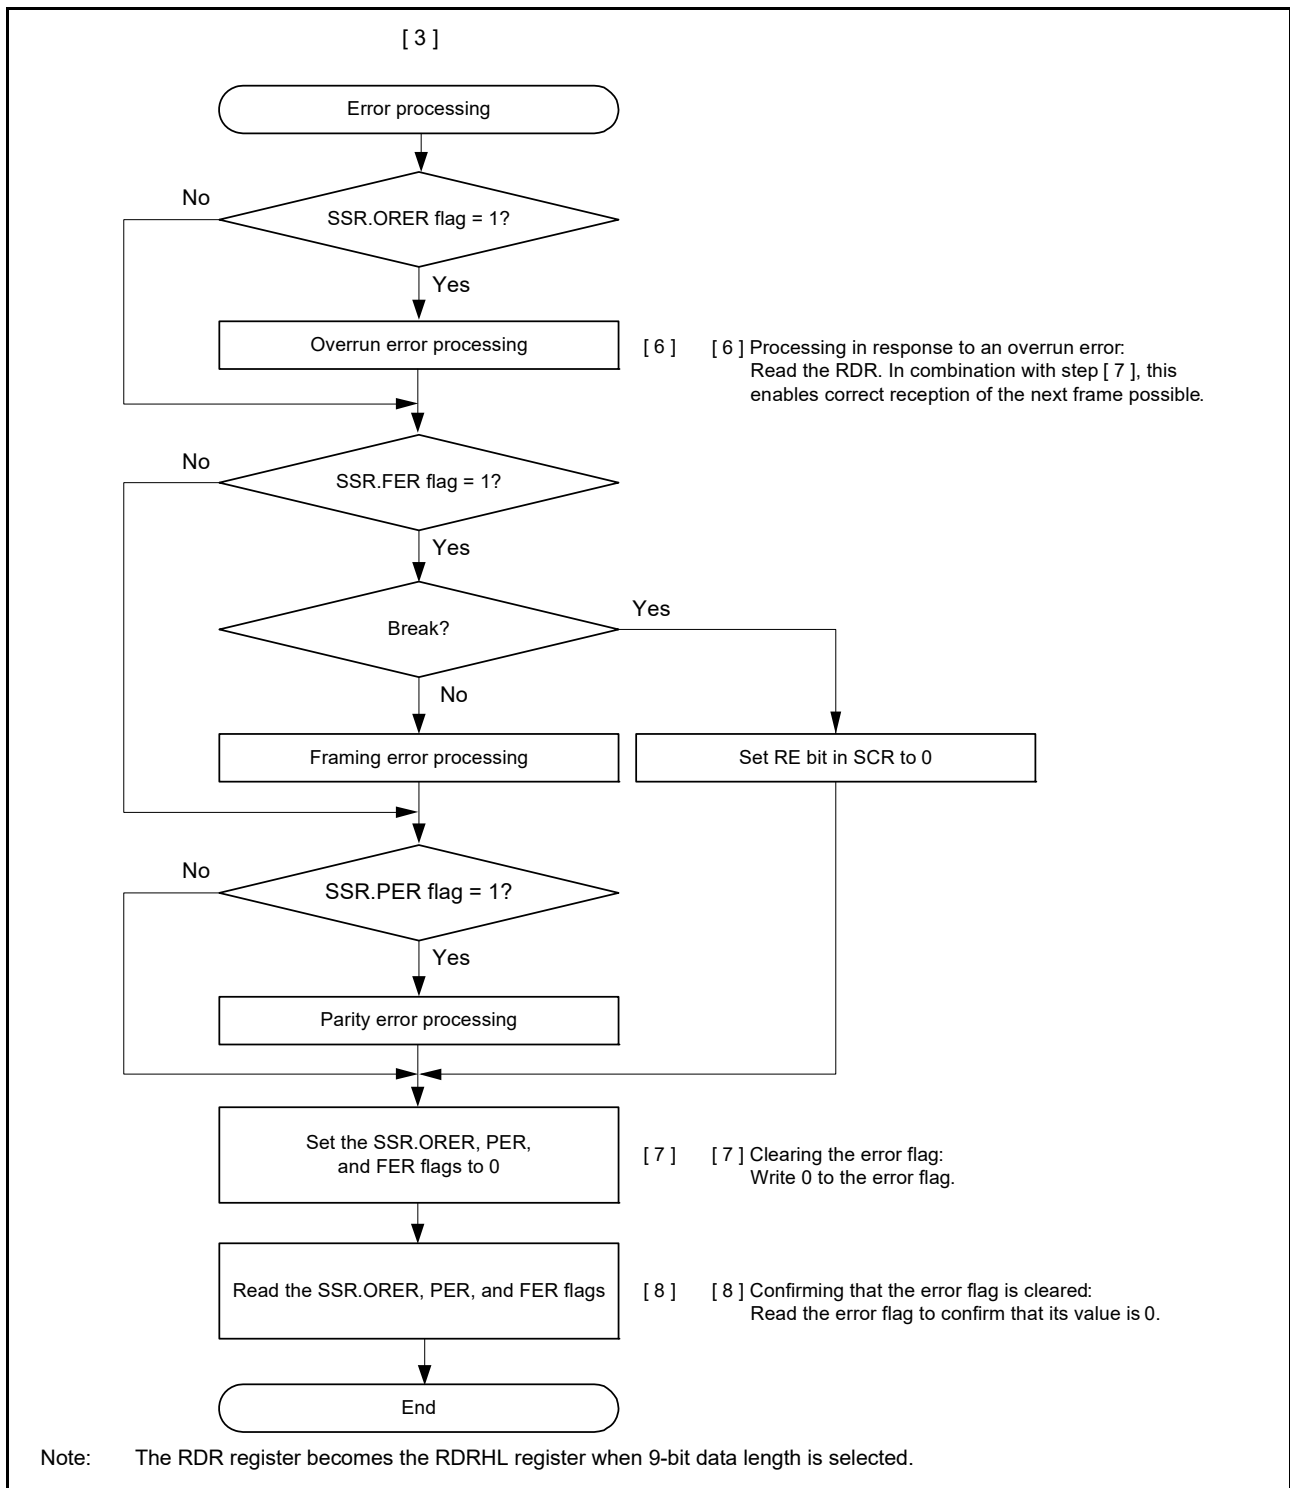 [ 3 ]
Error processing
No
SSR.ORER flag = 1?
Yes
Overrun error processing
[ 6 ]
[ 6 ] Processing in response to an overrun error:
Read the RDR. In combination with step [ 7 ], this
enables correct reception of the next frame possible.
No
SSR.FER flag = 1?
Yes
Break?
Yes
No
Framing error processing
Set RE bit in SCR to 0
No
SSR.PER flag = 1?
Yes
Parity error processing
Set the SSR.ORER, PER,
and FER flags to 0
[ 7 ]
[ 7 ] Clearing the error flag:
Write 0 to the error flag.
Read the SSR.ORER, PER, and FER flags
[ 8 ]
[ 8 ] Confirming that the error flag is cleared:
Read the error flag to confirm that its value is 0.
End
Note: The RDR register becomes the RDRHL register when 9-bit data length is selected.